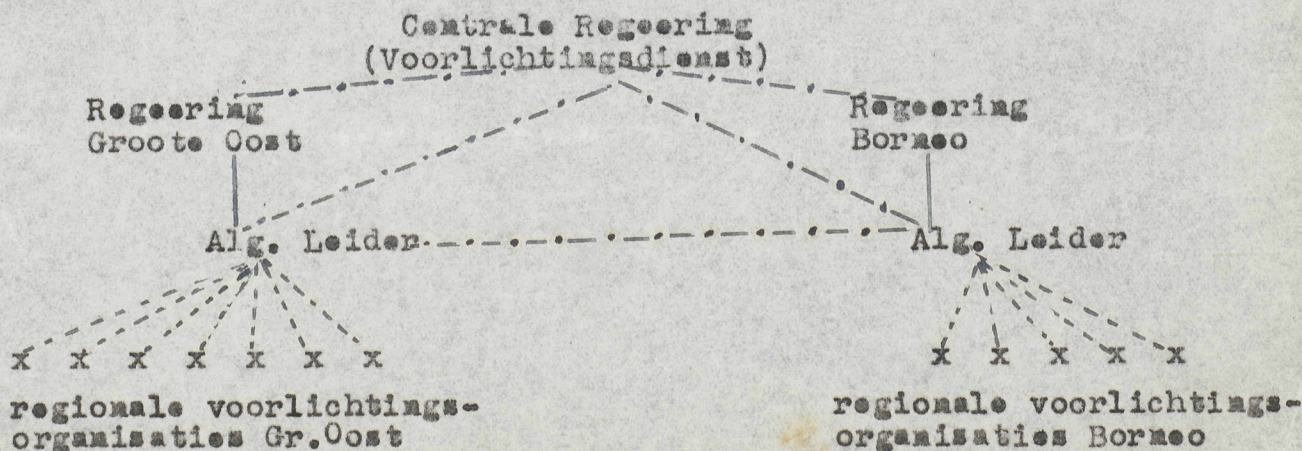 Centrale Regeering
(Voorlichtingsdienst)
Regeering
Groote Oost
Regeering
Borneo
Alg. Leider
Alg. Leider
x x x x x x x
x x x x x
regionale voorlichtings-
organisaties Gr.Oost
regionale voorlichtings-
organisaties Borneo